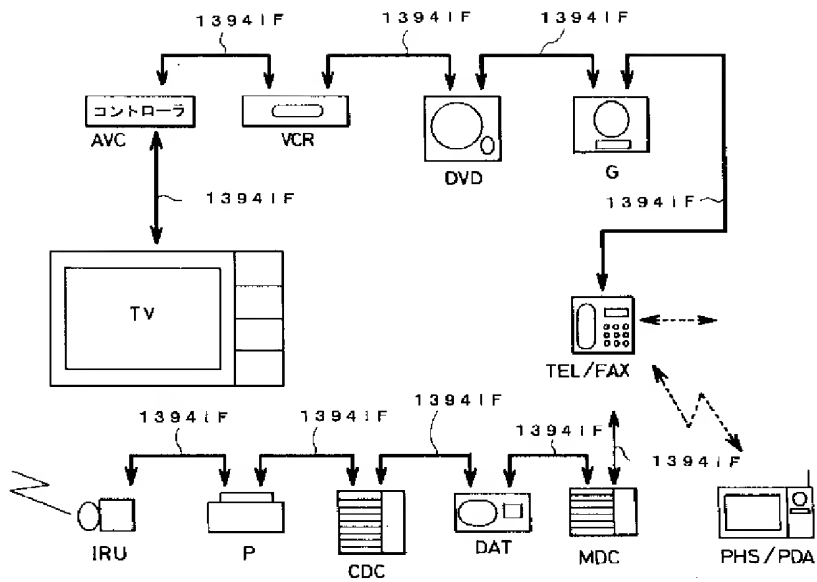 1394IF
1394IF
1394IF
コントローラ
AVC
VCR
DVD
G
1394IF
1394IF
TV
TEL/FAX
1394IF
1394IF
1394IF
1394IF
1394IF
IRU
P
CDC
DAT
MDC
PHS/PDA